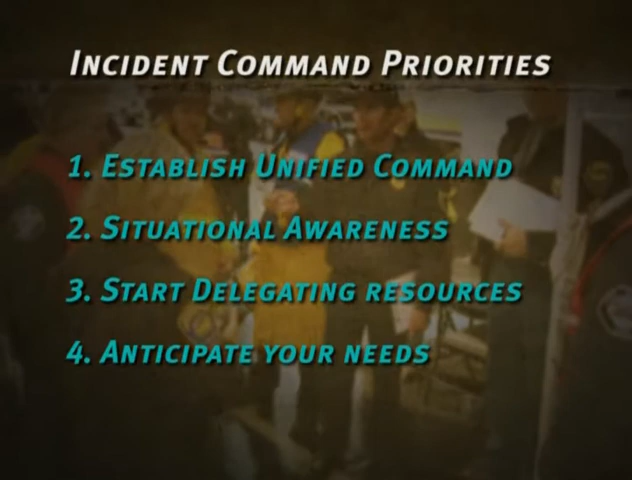 INCIDENT COMMAND PRIORITIES
1. ESTABLISH UNIFIED COMMAND
2. SITUATIONAL AWARENESS
3. START DELEGATING RESOURCES
4. ANTICIPATE YOUR NEEDS